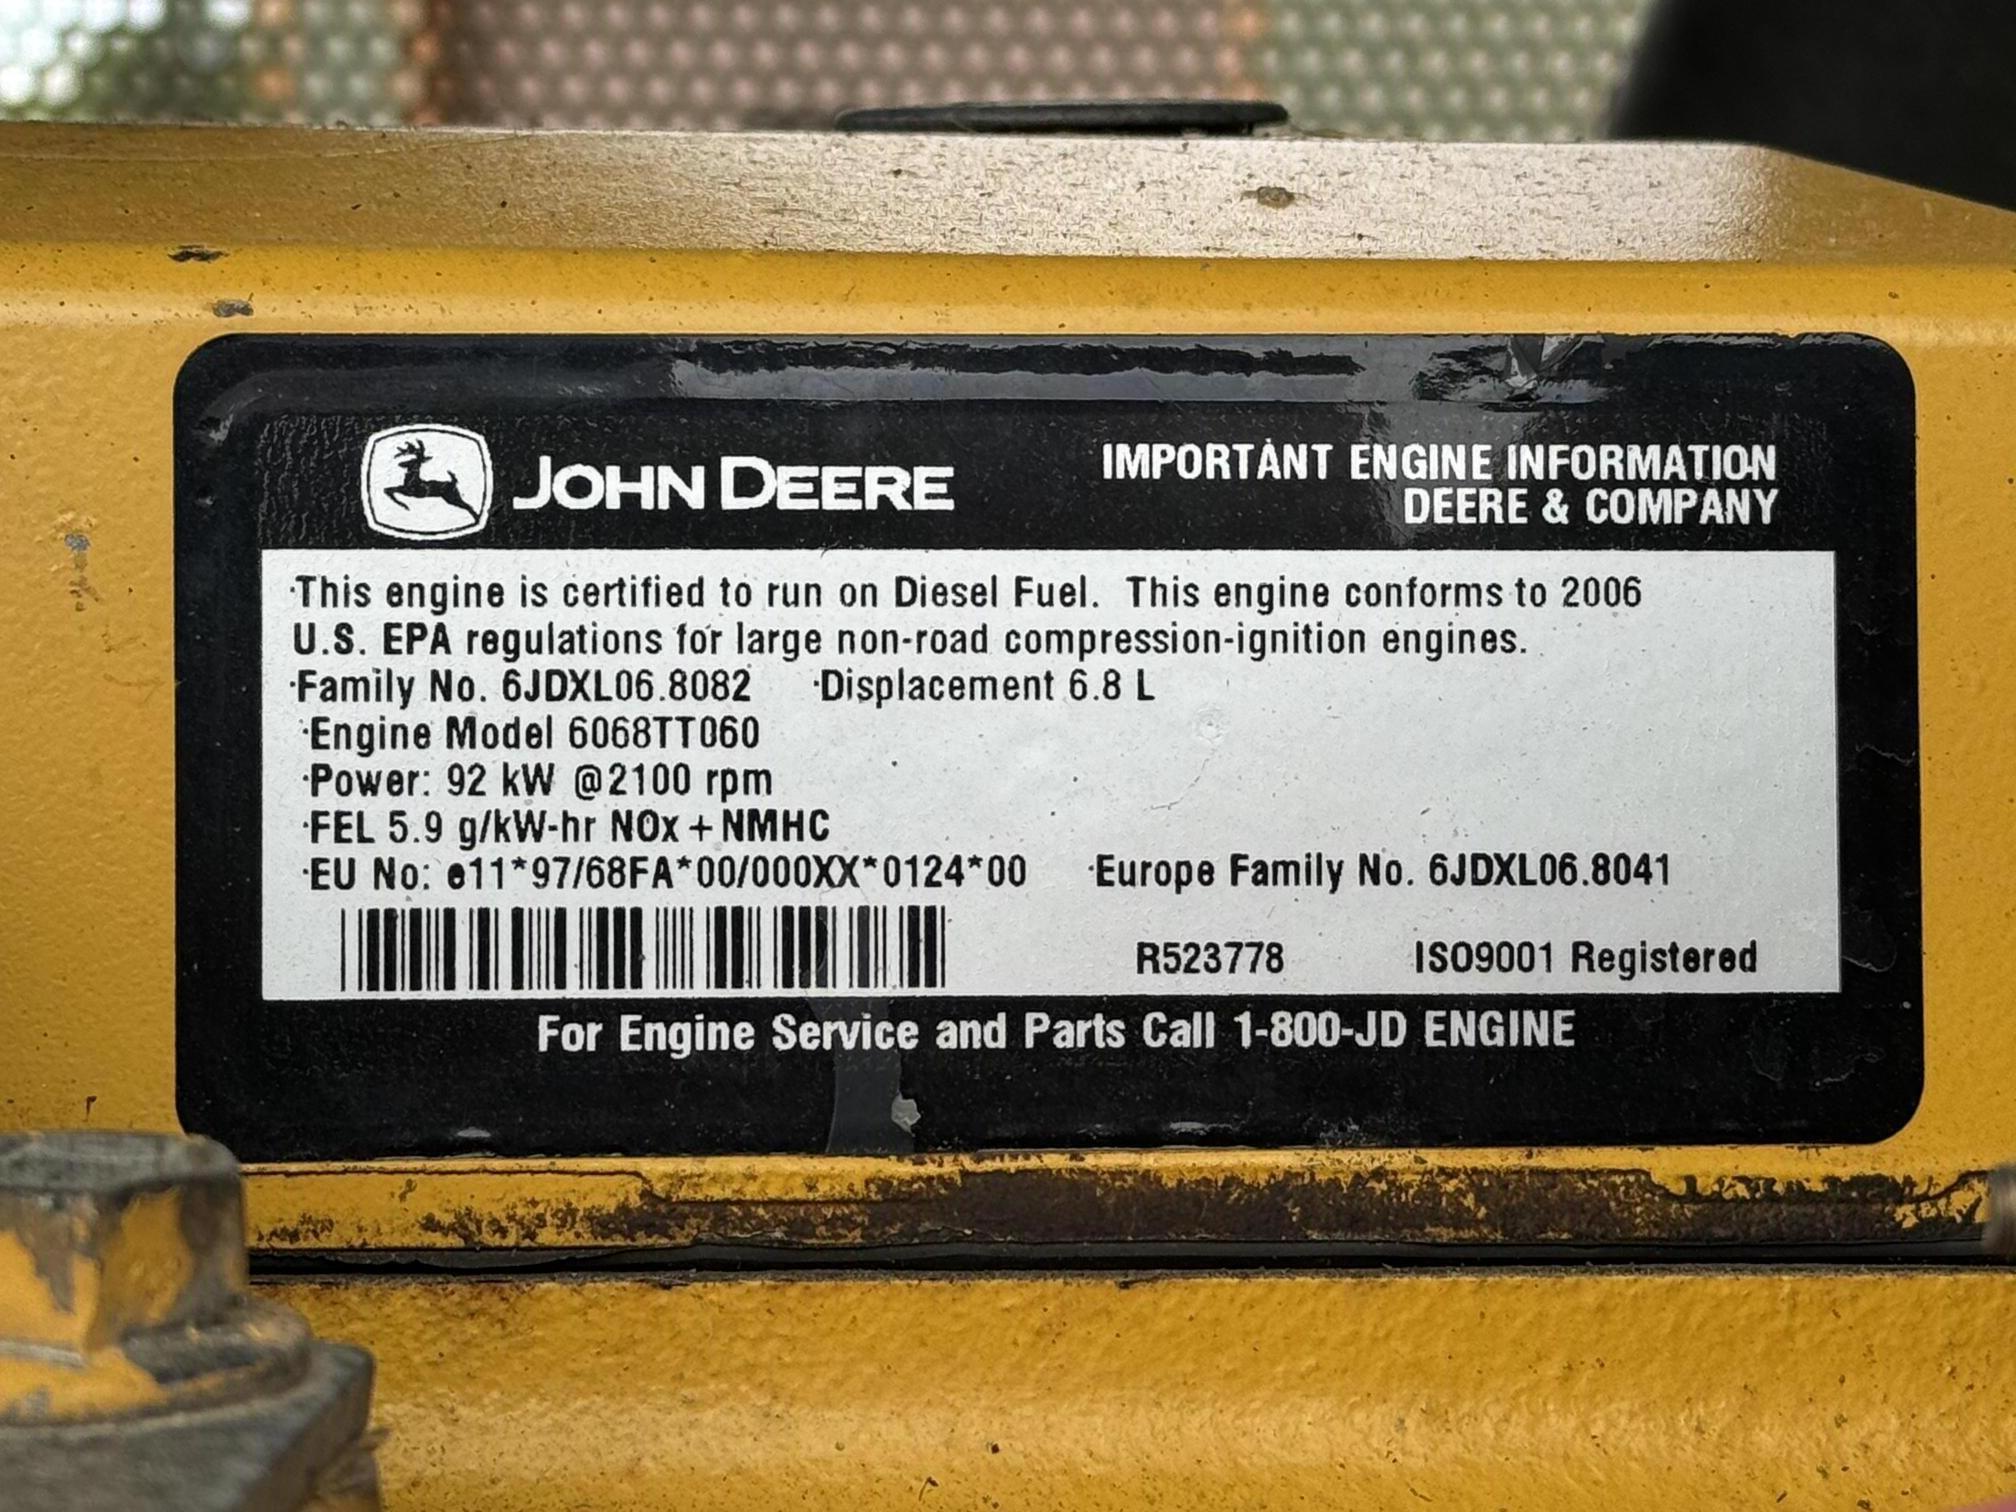 JOHN DEERE
IMPORTANT ENGINE INFORMATION
DEERE & COMPANY
·This engine is certified to run on Diesel Fuel. This engine conforms to 2006
U.S. EPA regulations for large non-road compression-ignition engines.
·Family No. 6JDXL06.8082 ·Displacement 6.8 L
·Engine Model 6068TT060
·Power: 92 kW @2100 rpm
·FEL 5.9 g/kW-hr NOx + NMHC
·EU No: e11*97/68FA*00/000XX*0124*00 ·Europe Family No. 6JDXL06.8041
R523778 ISO9001 Registered
For Engine Service and Parts Call 1-800-JD ENGINE